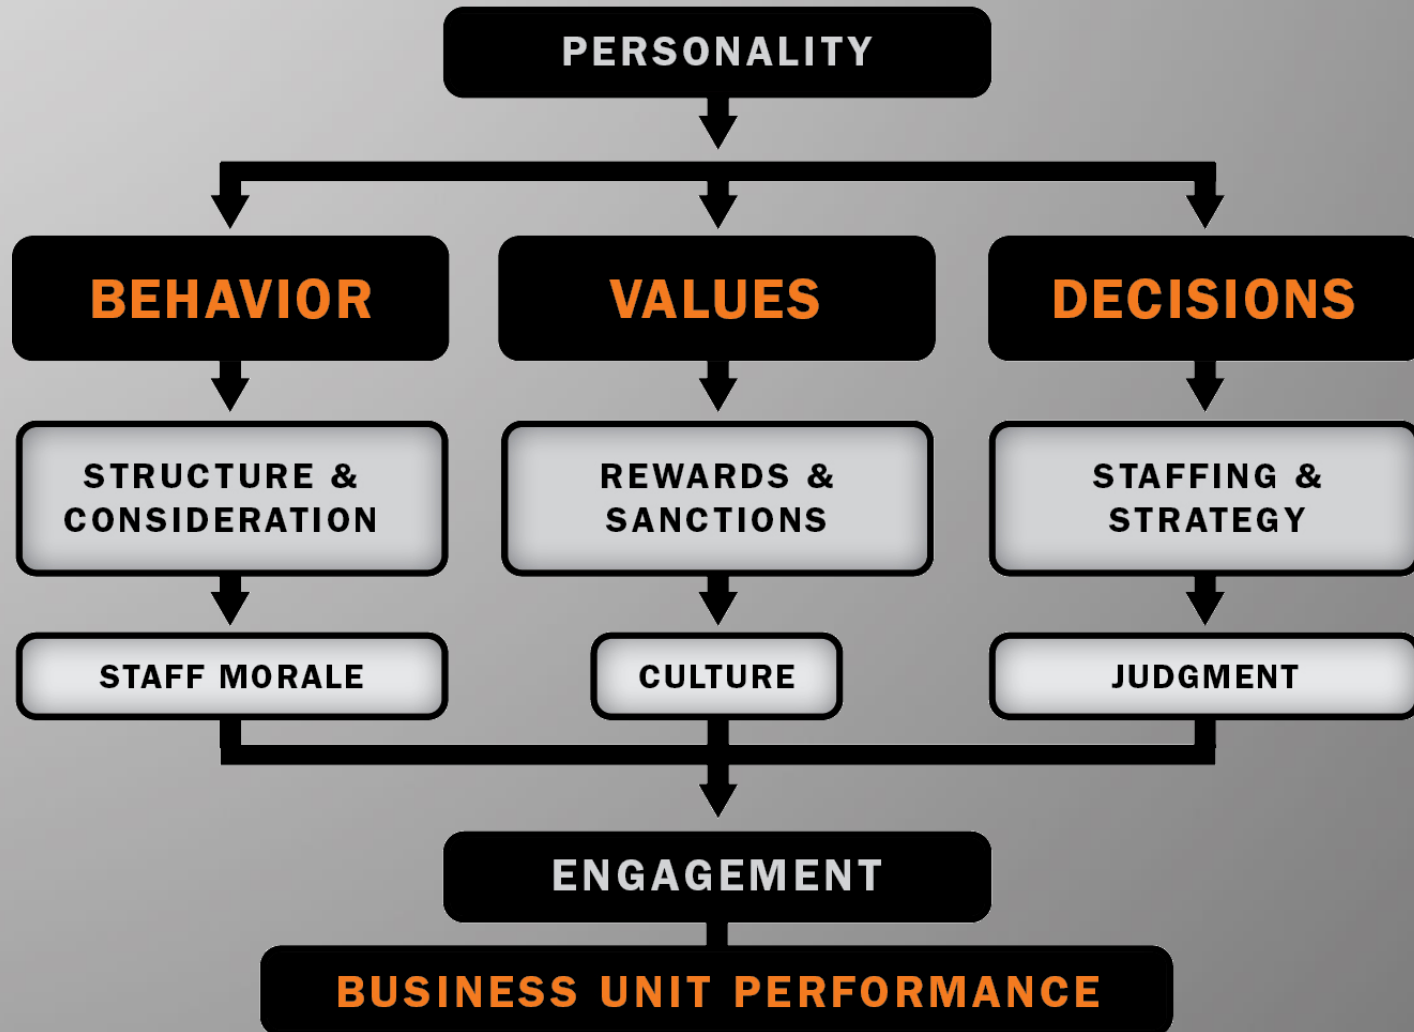 PERSONALITY
BEHAVIOR
VALUES
DECISIONS
STRUCTURE &
CONSIDERATION
REWARDS &
SANCTIONS
STAFFING &
STRATEGY
STAFF MORALE
CULTURE
JUDGMENT
ENGAGEMENT
BUSINESS UNIT PERFORMANCE